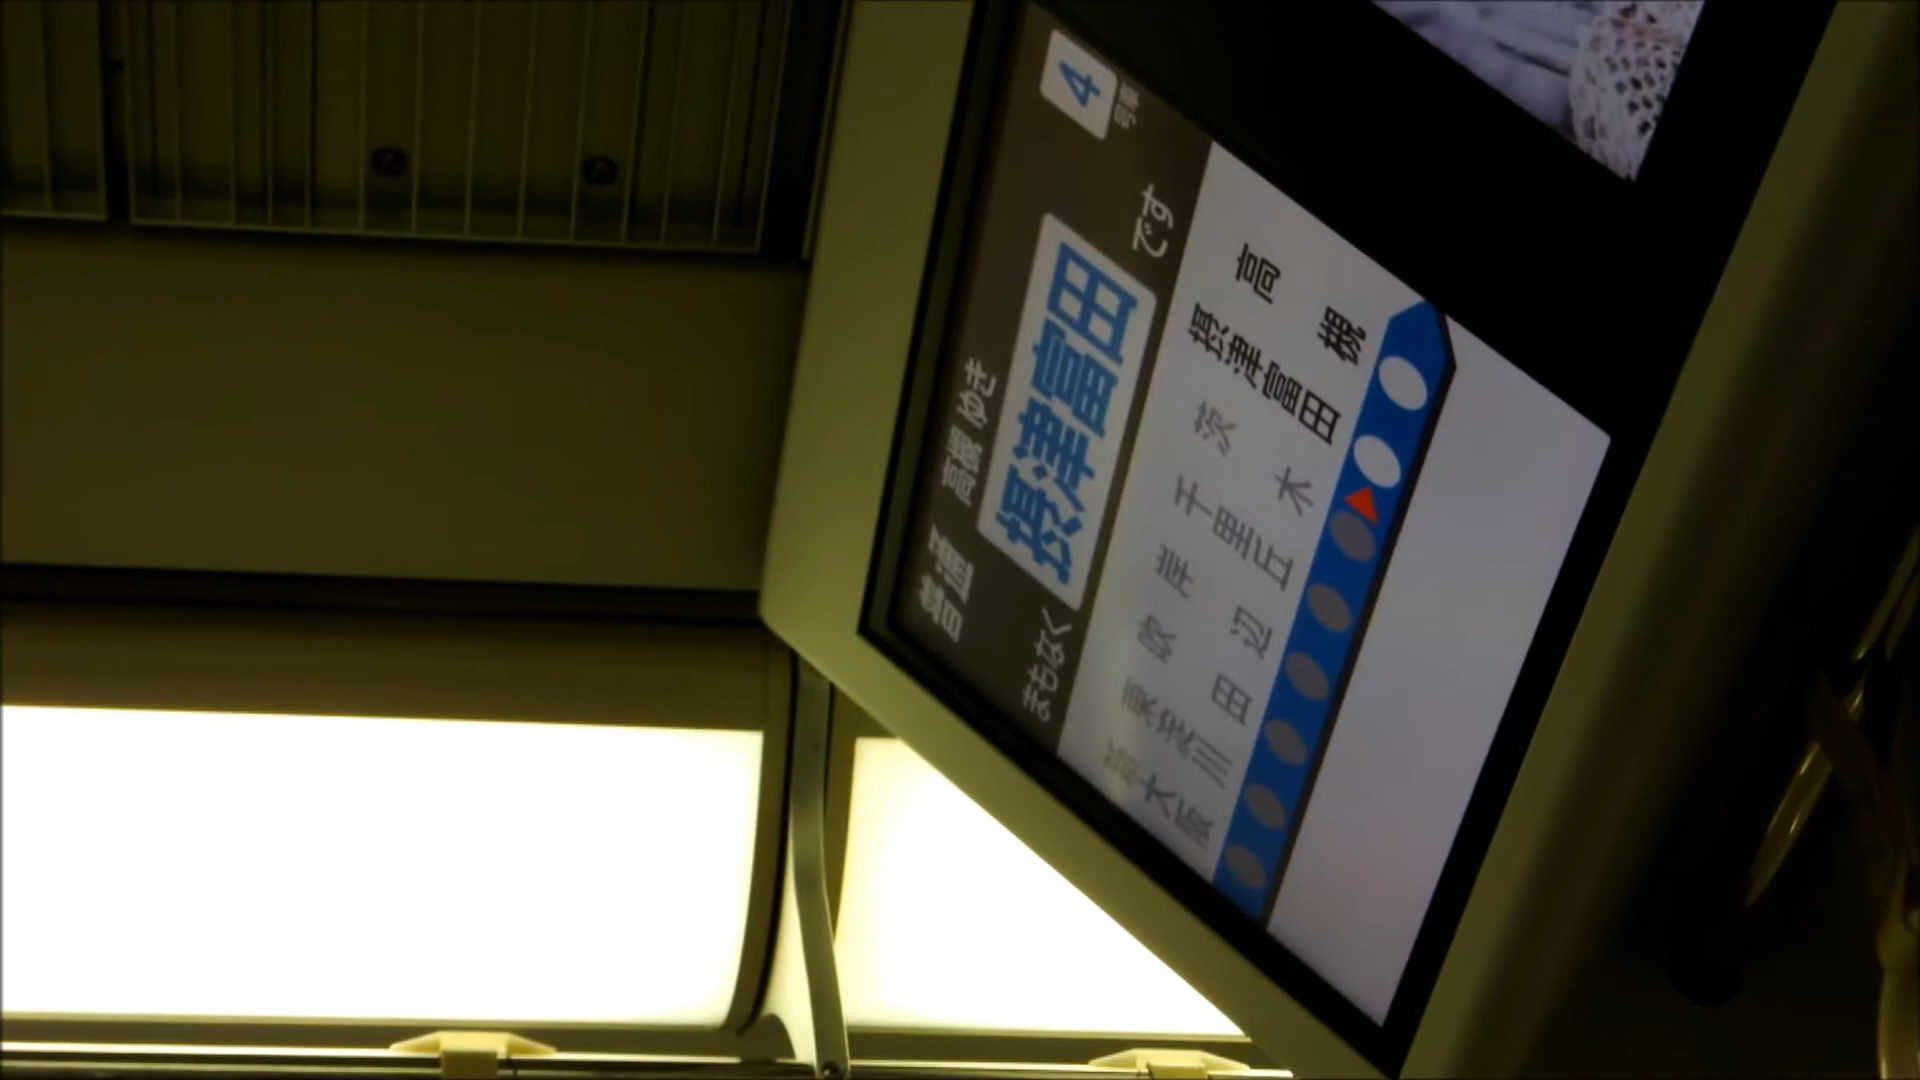 普通 高槻 ゆき
4
号車
まもなく 摂津富田 です
新大阪
東淀川
吹田
岸辺
千里丘
茨木
摂津富田
高槻